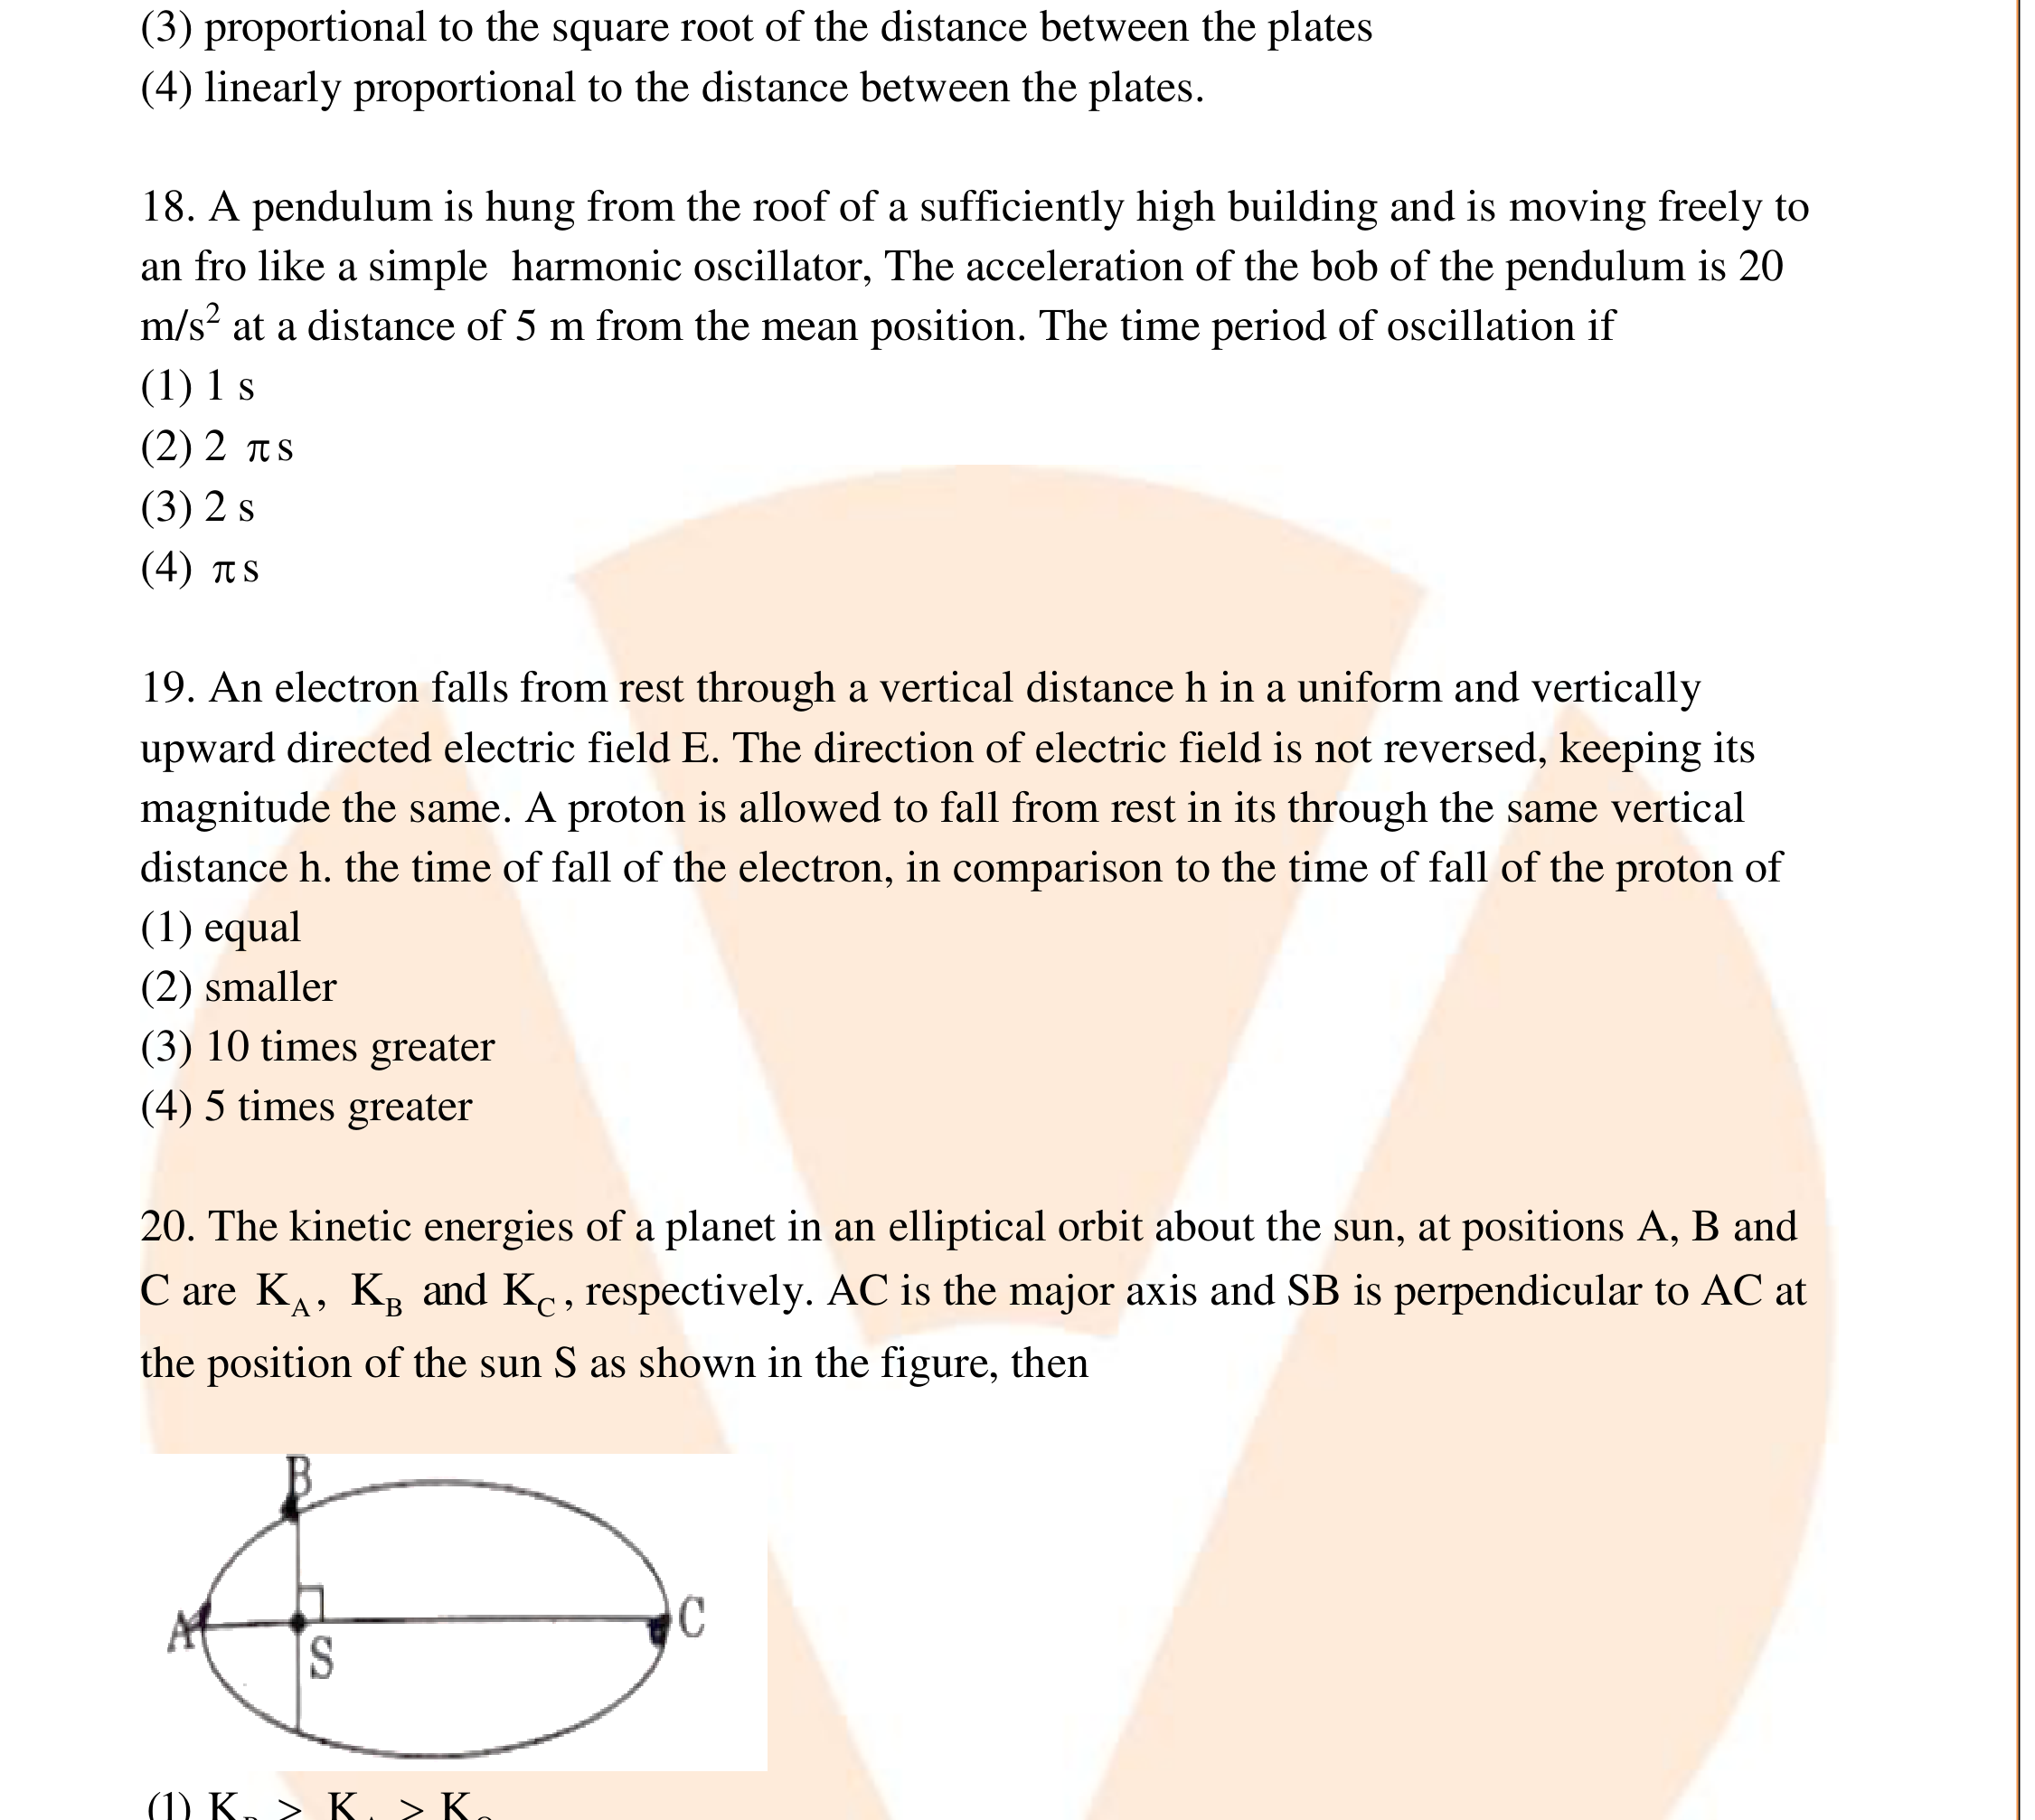 (3) proportional to the square root of the distance between the plates
(4) linearly proportional to the distance between the plates.
18. A pendulum is hung from the roof of a sufficiently high building and is moving freely to
an fro like a simple harmonic oscillator, The acceleration of the bob of the pendulum is 20
m/s² at a distance of 5 m from the mean position. The time period of oscillation if
(1) 1 s
(2) 2 π s
(3) 2 s
(4) π s
19. An electron falls from rest through a vertical distance h in a uniform and vertically
upward directed electric field E. The direction of electric field is not reversed, keeping its
magnitude the same. A proton is allowed to fall from rest in its through the same vertical
distance h. the time of fall of the electron, in comparison to the time of fall of the proton of
(1) equal
(2) smaller
(3) 10 times greater
(4) 5 times greater
20. The kinetic energies of a planet in an elliptical orbit about the sun, at positions A, B and
C are K_A, K_B and K_C, respectively. AC is the major axis and SB is perpendicular to AC at
the position of the sun S as shown in the figure, then
B
A
S
C
(1) K > K > K